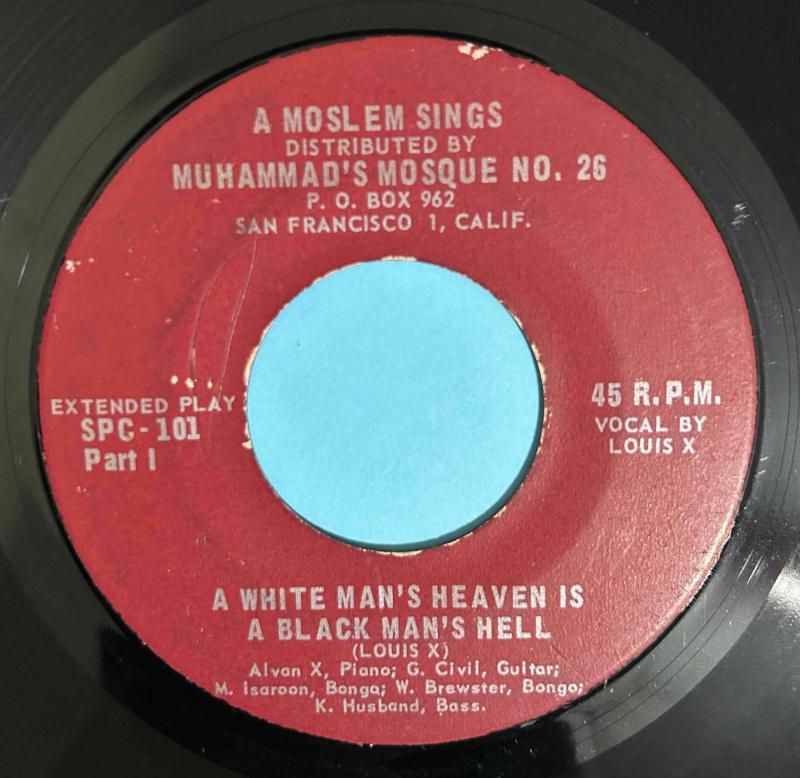 A MOSLEM SINGS
DISTRIBUTED BY
MUHAMMAD'S MOSQUE NO. 26
P. O. BOX 962
SAN FRANCISCO 1, CALIF.
EXTENDED PLAY
SPC-101
Part I
45 R.P.M.
VOCAL BY
LOUIS X
A WHITE MAN'S HEAVEN IS
A BLACK MAN'S HELL
(LOUIS X)
Alvan X, Piano; G. Civil, Guitar;
M. Isaroon, Bongo; W. Brewster, Bongo;
K. Husband, Bass.